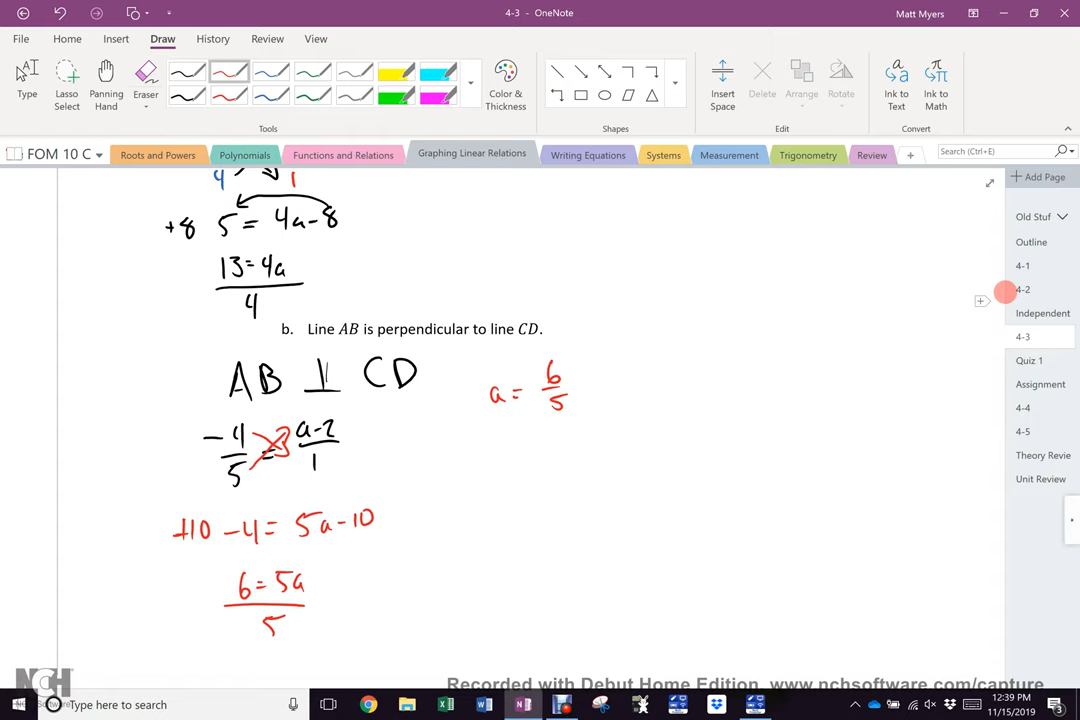 4-3 - OneNote
Matt Myers
File Home Insert Draw History Review View
Type
Lasso Select
Panning Hand
Eraser
Color & Thickness
Insert Space
Delete
Arrange
Rotate
Ink to Text
Ink to Math
Tools
Shapes
Edit
Convert
FOM 10 C
Roots and Powers
Polynomials
Functions and Relations
Graphing Linear Relations
Writing Equations
Systems
Measurement
Trigonometry
Review
Search (Ctrl+E)
Add Page
Old Stuf
Outline
4-1
4-2
Independent
4-3
Quiz 1
Assignment
4-4
4-5
Theory Revie
Unit Review
4 1
+8 5 = 4a-8
13=4a
4
b. Line AB is perpendicular to line CD.
AB ⊥ CD
a = 6/5
-4/5 = (a-2)/1
+10 -4 = 5a-10
6=5a
5
NCH
Software
Recorded with Debut Home Edition. www.nchsoftware.com/capture
Type here to search
12:39 PM
11/15/2019
3